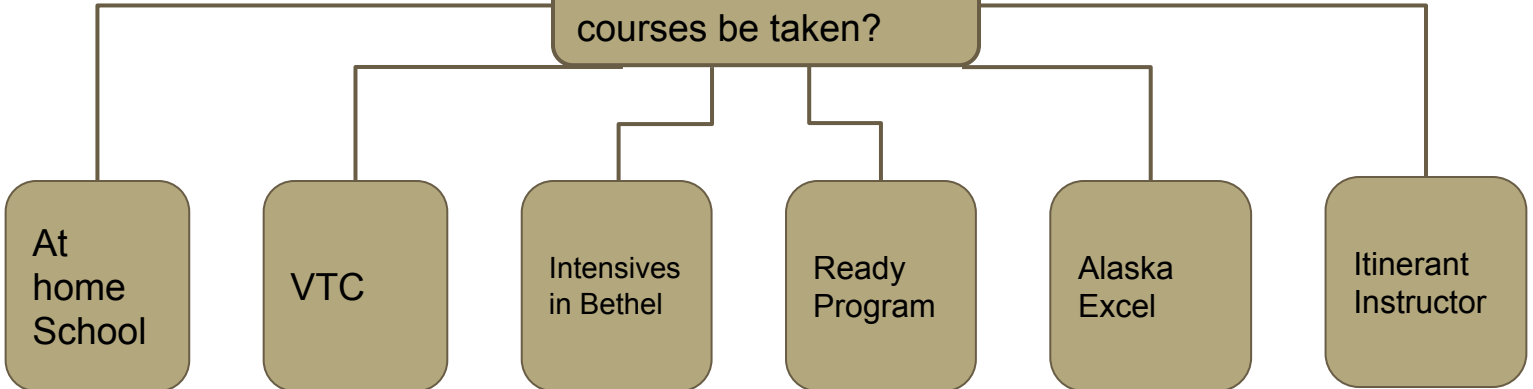 courses be taken?
At
home
School
VTC
Intensives
in Bethel
Ready
Program
Alaska
Excel
Itinerant
Instructor